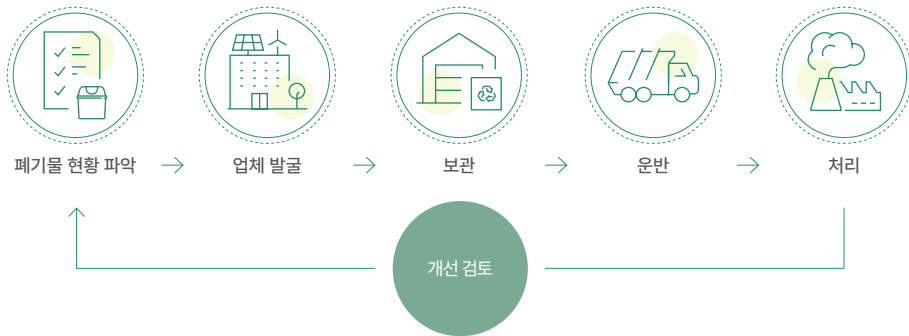 폐기물 현황 파악
업체 발굴
보관
운반
처리
개선 검토